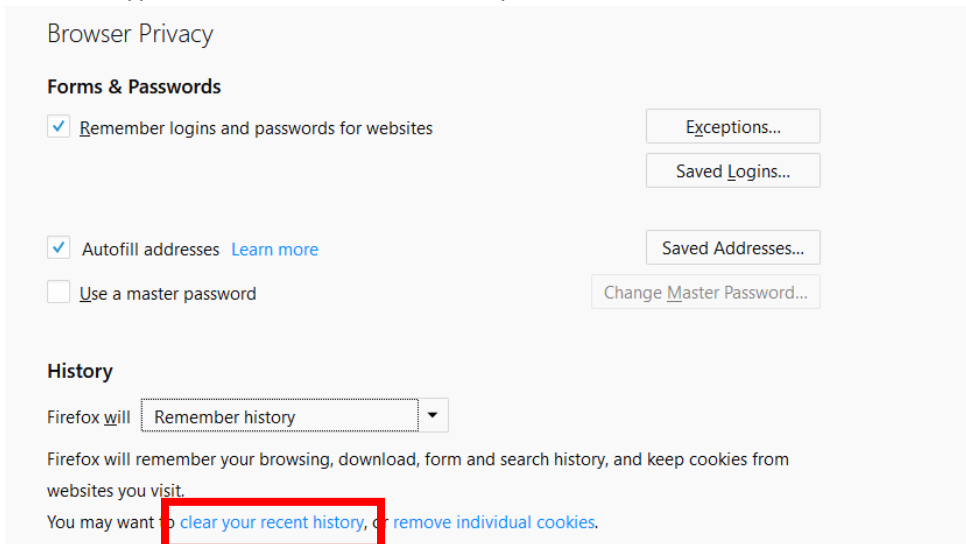 Browser Privacy
Forms & Passwords
Remember logins and passwords for websites
Exceptions...
Saved Logins...
Autofill addresses Learn more
Saved Addresses...
Use a master password
Change Master Password...
History
Firefox will Remember history
Firefox will remember your browsing, download, form and search history, and keep cookies from
websites you visit.
You may want to clear your recent history, or remove individual cookies.